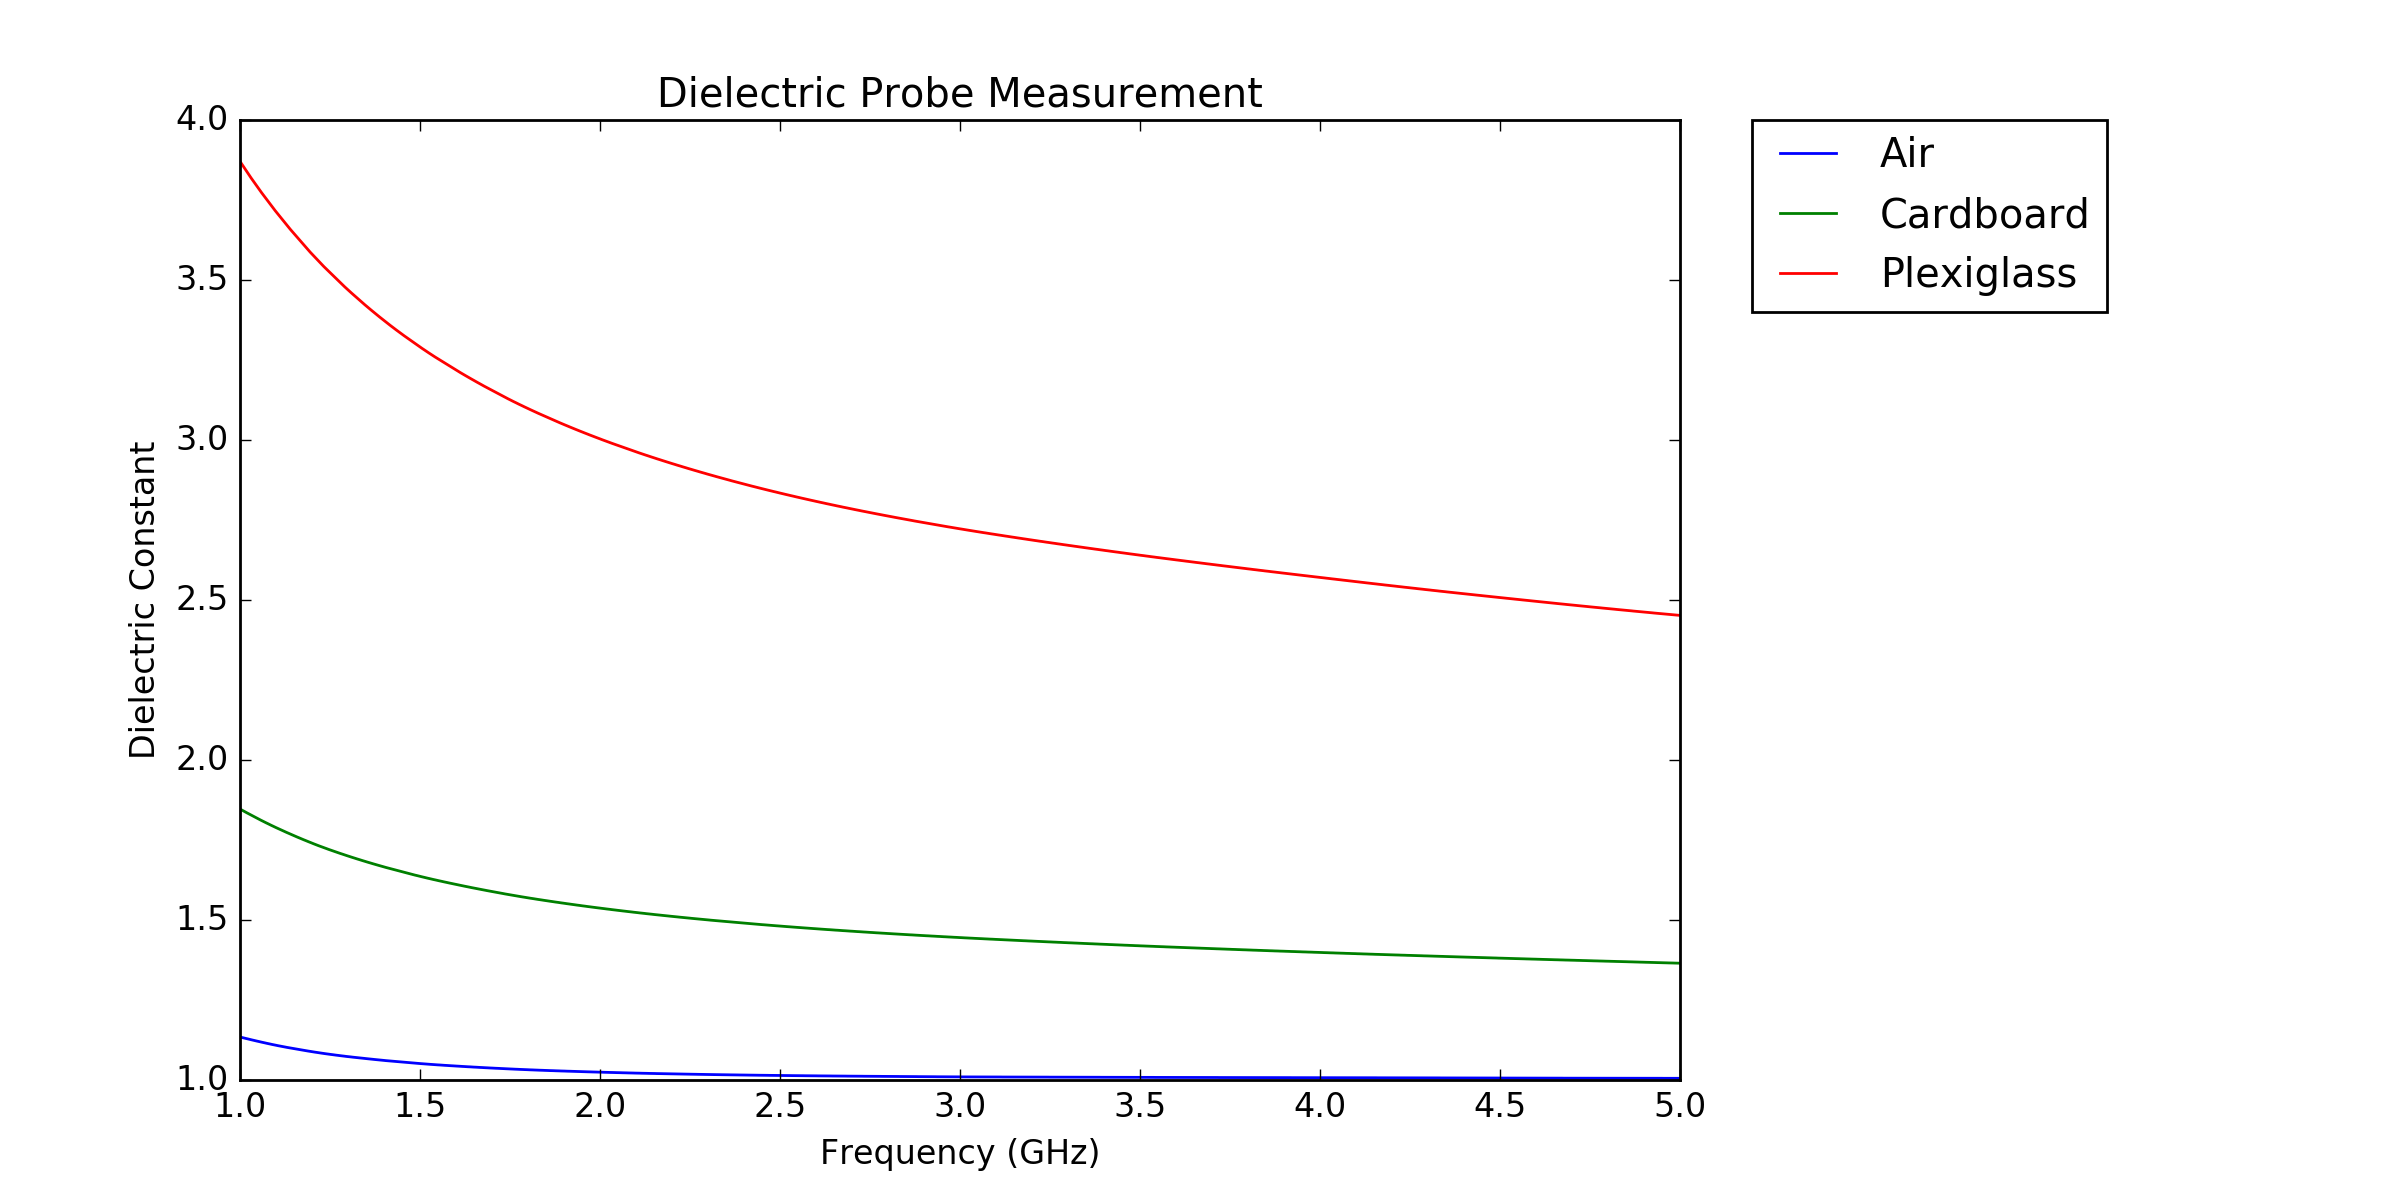 Dielectric Probe Measurement
4.0
3.5
3.0
2.5
2.0
1.5
1.0
Dielectric Constant
1.0 1.5 2.0 2.5 3.0 3.5 4.0 4.5 5.0
Frequency (GHz)
Air
Cardboard
Plexiglass